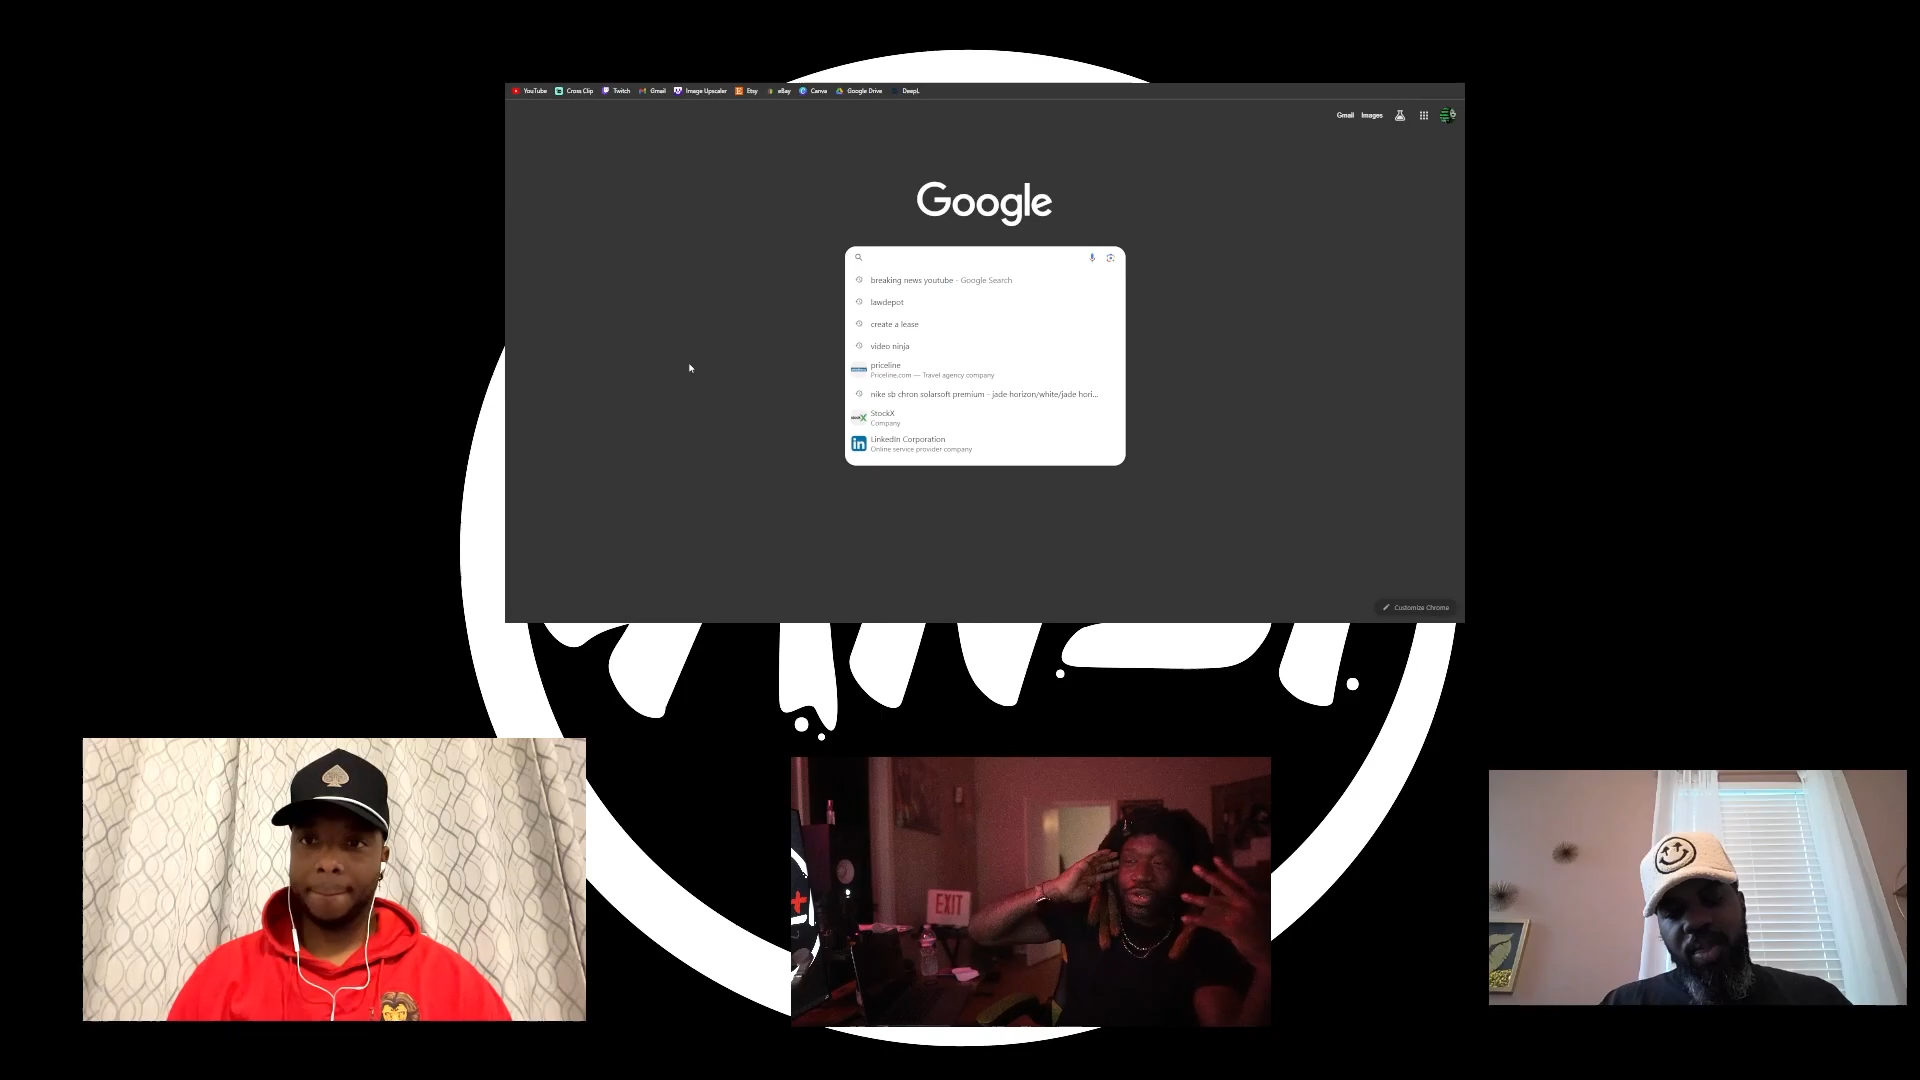 YouTube Cross Clip Twitch Gmail Image Upscaler Etsy eBay Canva Google Drive DeepL
Gmail Images
Google
breaking news youtube - Google Search
lawdepot
create a lease
video ninja
priceline
Priceline.com — Travel agency company
nike sb chron solarsoft premium - jade horizon/white/jade hori...
StockX
StockX
Company
in
LinkedIn Corporation
Online service provider company
Customize Chrome
EXIT